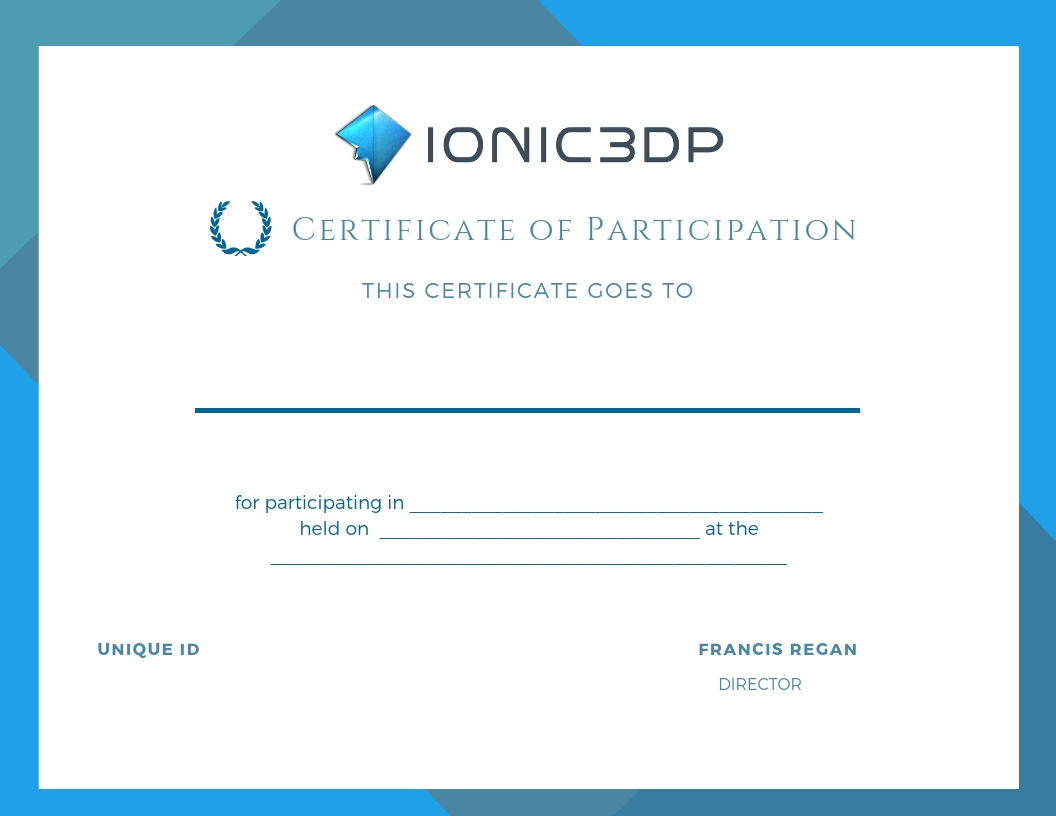 IONIC3DP
CERTIFICATE OF PARTICIPATION
THIS CERTIFICATE GOES TO
for participating in ________________________________________
held on _______________________________ at the
__________________________________________________
UNIQUE ID
FRANCIS REGAN
DIRECTOR